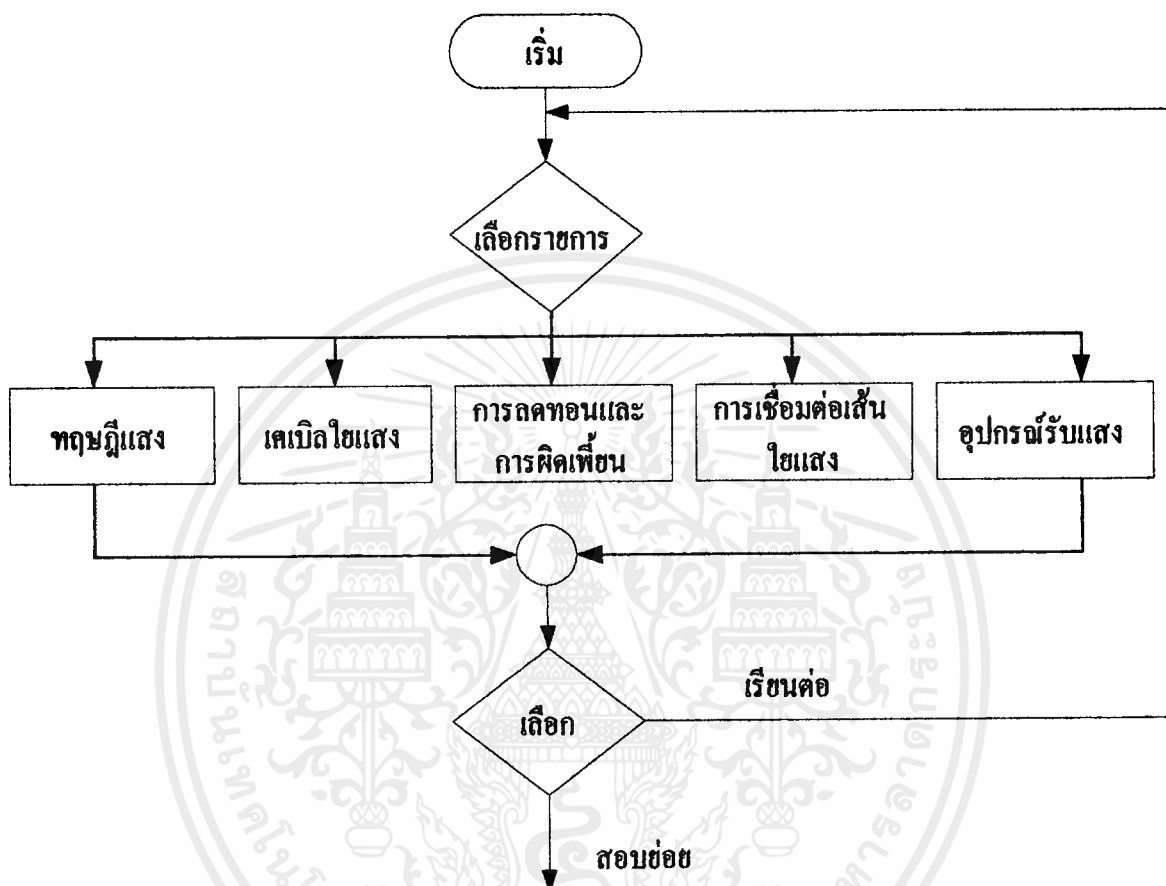 เริ่ม
เลือกรายการ
ทฤษฎีแสง
เคเบิลใยแสง
การลดทอนและ
การผิดเพี้ยน
การเชื่อมต่อเส้น
ใยแสง
อุปกรณ์รับแสง
เรียนต่อ
เลือก
สอบย่อย